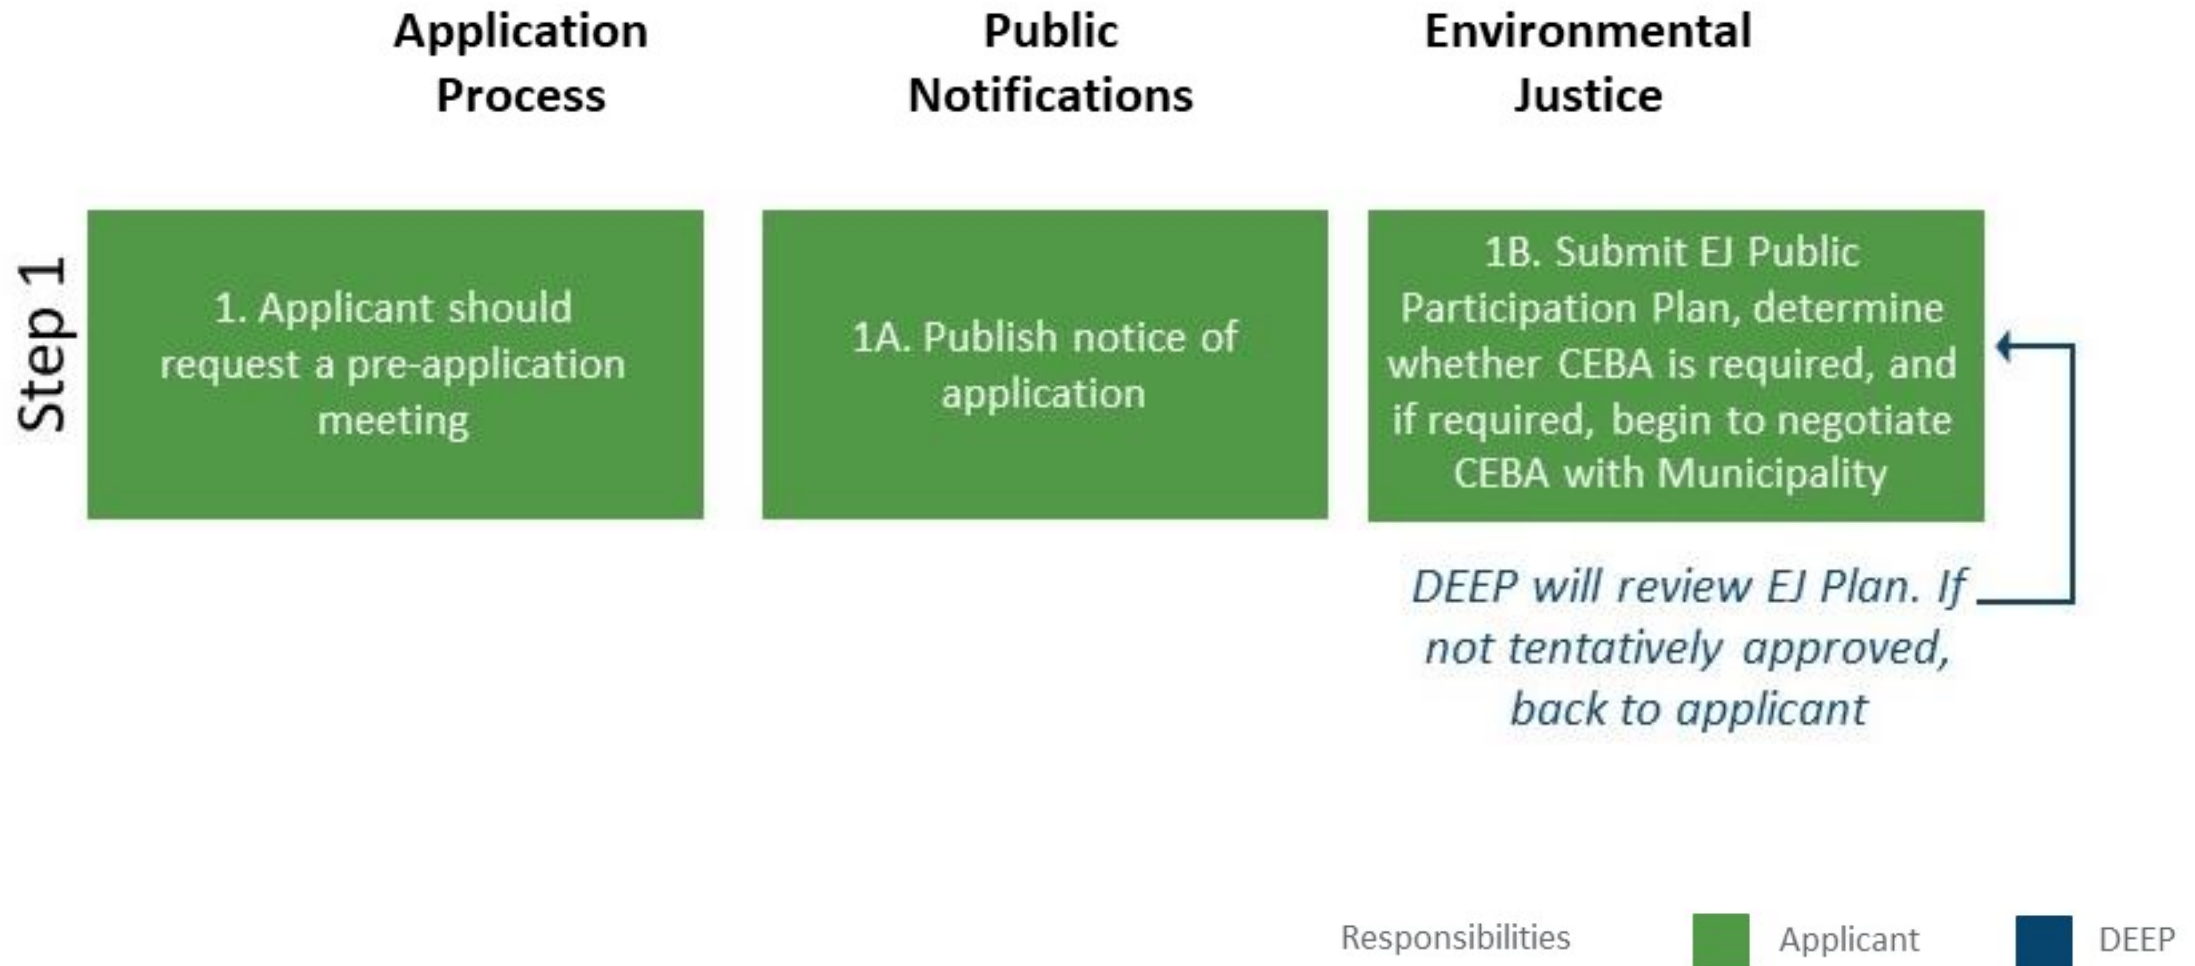 Application
Process
Public
Notifications
Environmental
Justice
Step 1
1. Applicant should
request a pre-application
meeting
1A. Publish notice of
application
1B. Submit EJ Public
Participation Plan, determine
whether CEBA is required, and
if required, begin to negotiate
CEBA with Municipality
DEEP will review EJ Plan. If
not tentatively approved,
back to applicant
Responsibilities
Applicant
DEEP